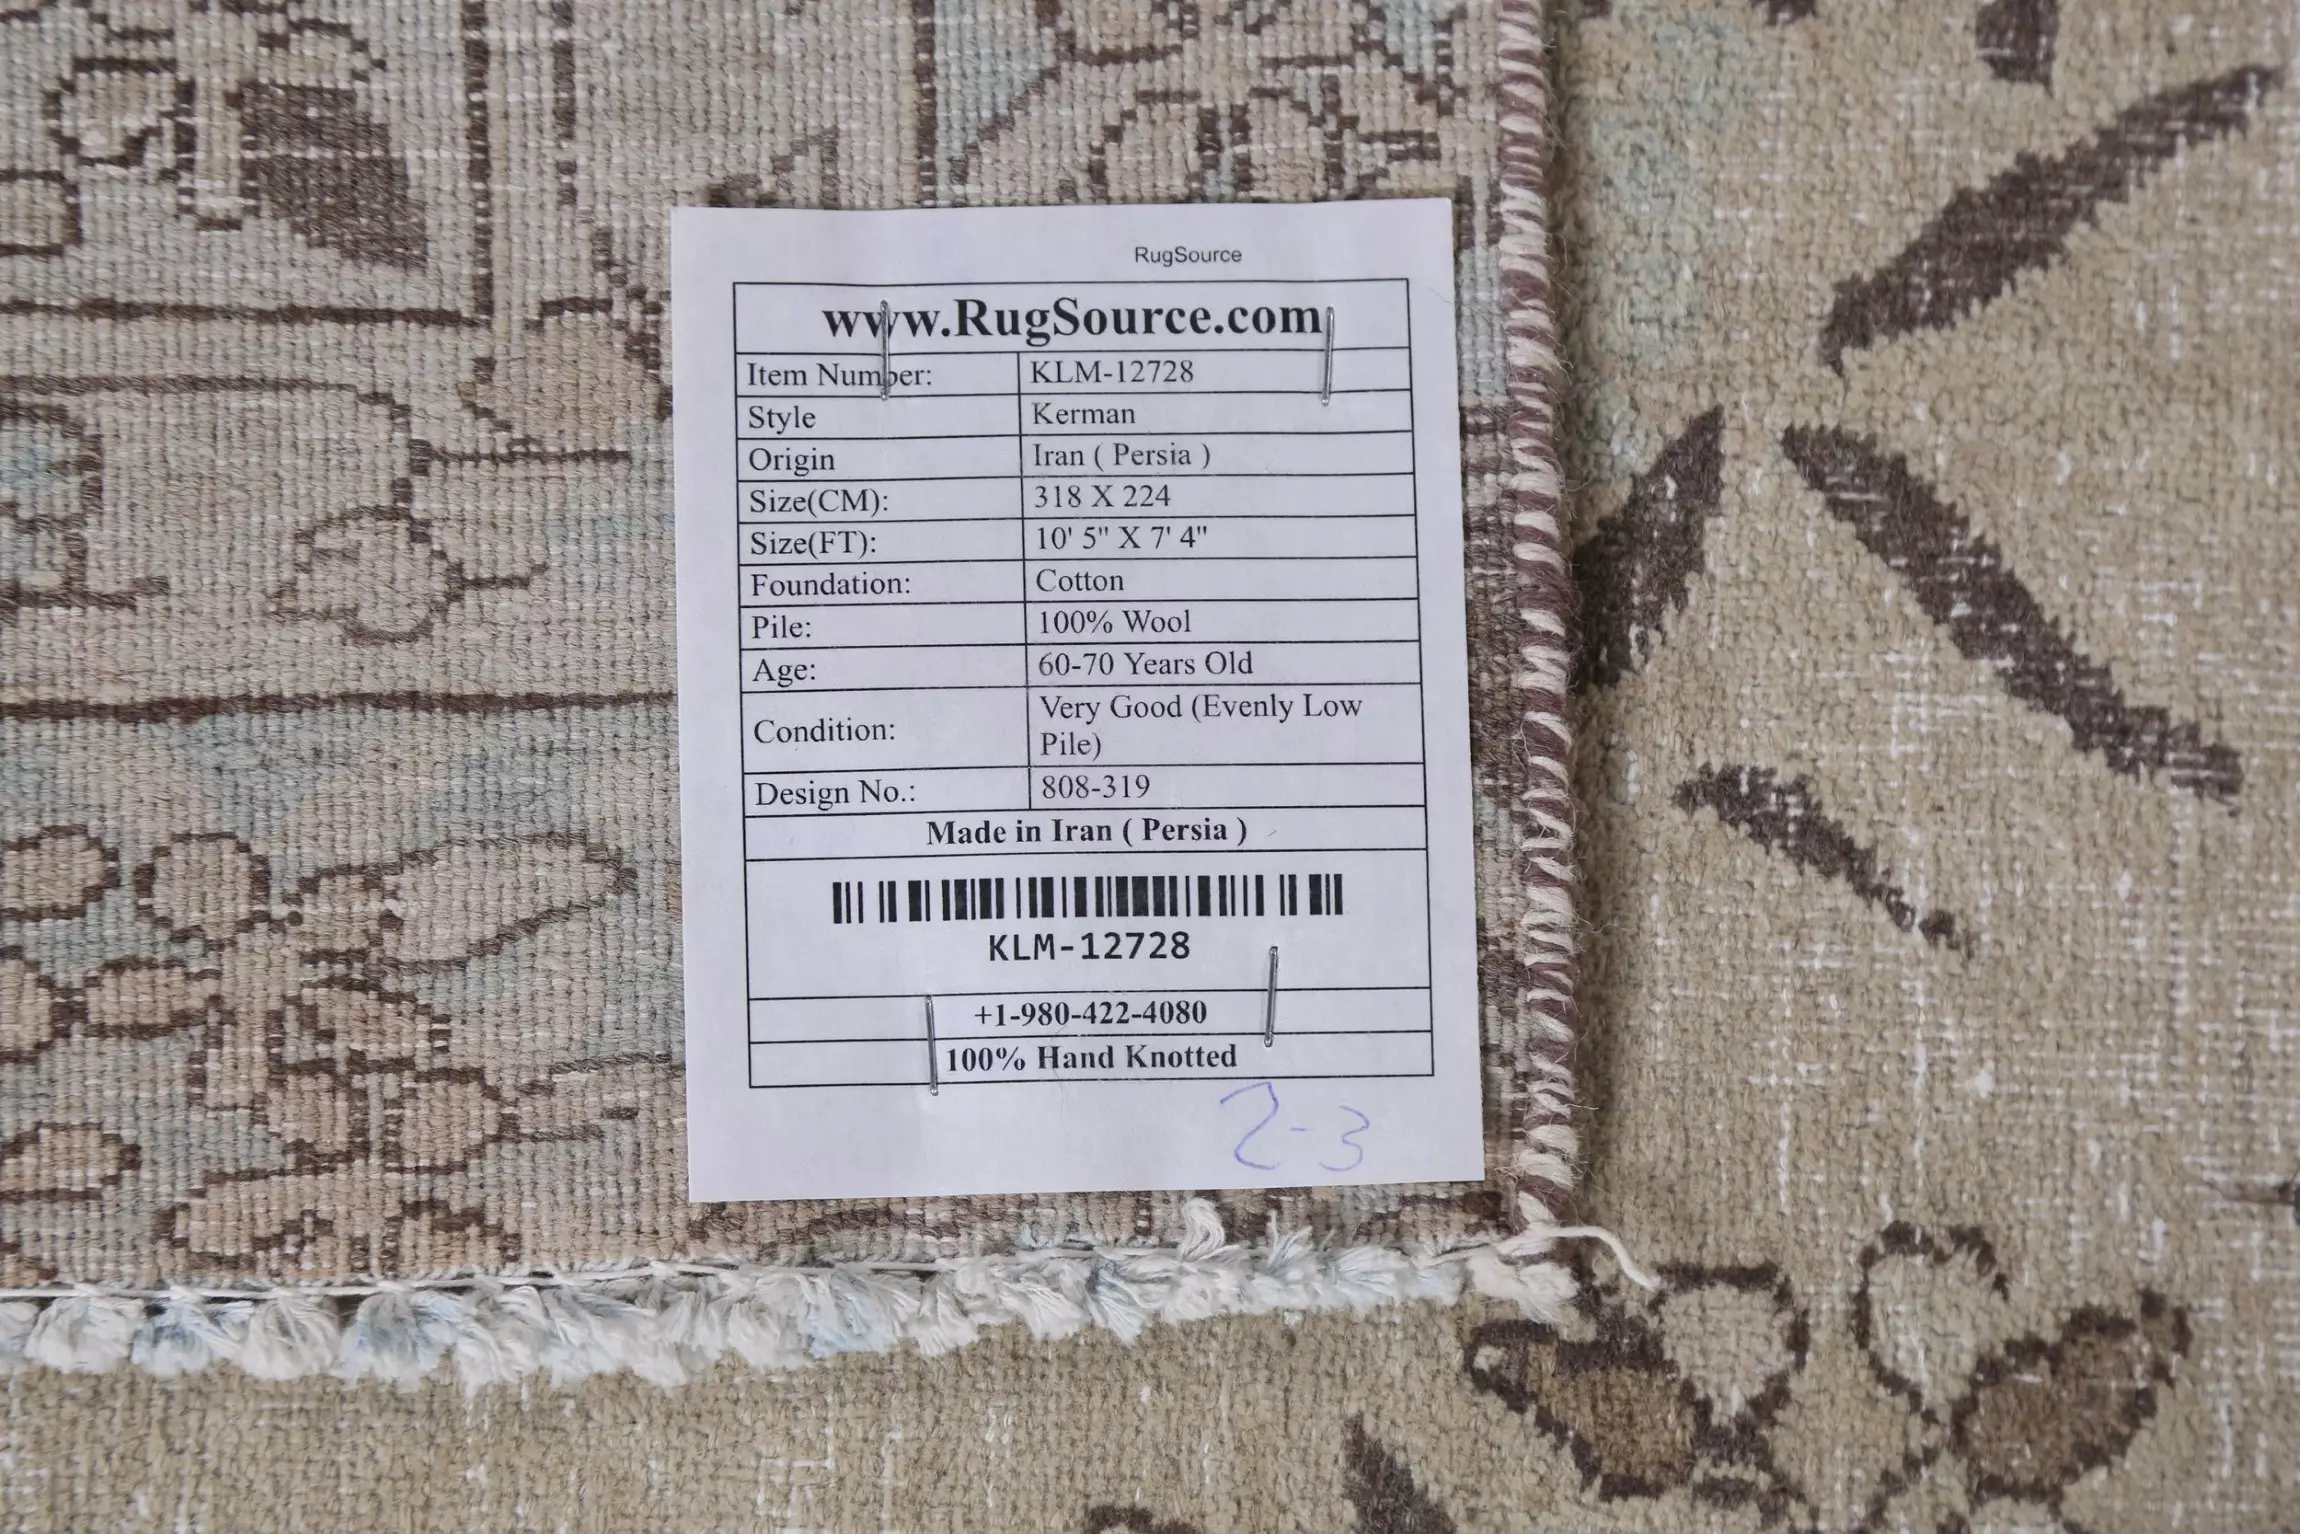 RugSource
www.RugSource.com
Item Number: KLM-12728
Style Kerman
Origin Iran ( Persia )
Size(CM): 318 X 224
Size(FT): 10' 5" X 7' 4"
Foundation: Cotton
Pile: 100% Wool
Age: 60-70 Years Old
Condition: Very Good (Evenly Low
Pile)
Design No.: 808-319
Made in Iran ( Persia )
KLM-12728
+1-980-422-4080
100% Hand Knotted
2-3